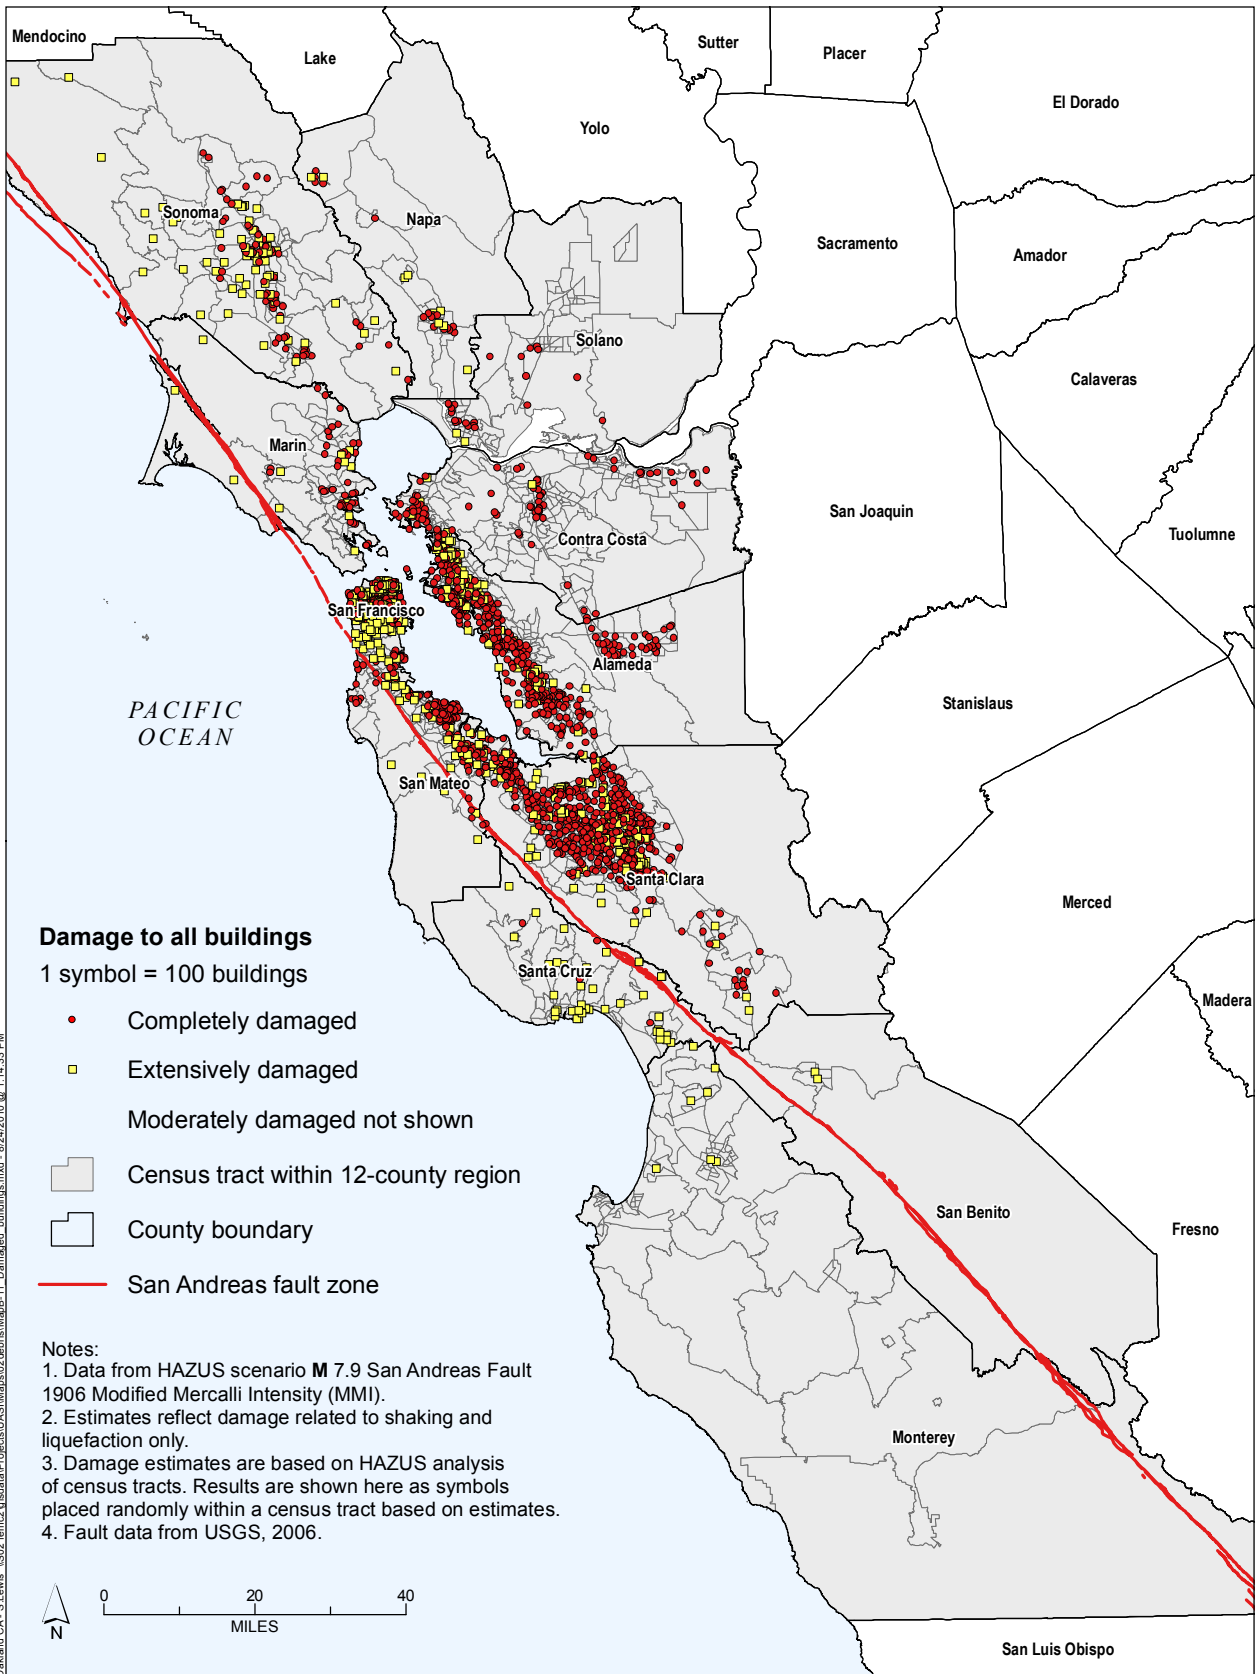 Mendocino
Lake
Sutter
Placer
El Dorado
Yolo
Sonoma
Napa
Sacramento
Amador
Solano
Calaveras
Marin
San Joaquin
Contra Costa
Tuolumne
San Francisco
Alameda
Stanislaus
PACIFIC
OCEAN
San Mateo
Santa Clara
Merced
Santa Cruz
Madera
San Benito
Fresno
Monterey
San Luis Obispo
Damage to all buildings
1 symbol = 100 buildings
Completely damaged
Extensively damaged
Moderately damaged not shown
Census tract within 12-county region
County boundary
San Andreas fault zone
Notes:
1. Data from HAZUS scenario M 7.9 San Andreas Fault
1906 Modified Mercalli Intensity (MMI).
2. Estimates reflect damage related to shaking and
liquefaction only.
3. Damage estimates are based on HAZUS analysis
of census tracts. Results are shown here as symbols
placed randomly within a census tract based on estimates.
4. Fault data from USGS, 2006.
N
0 20 40
MILES